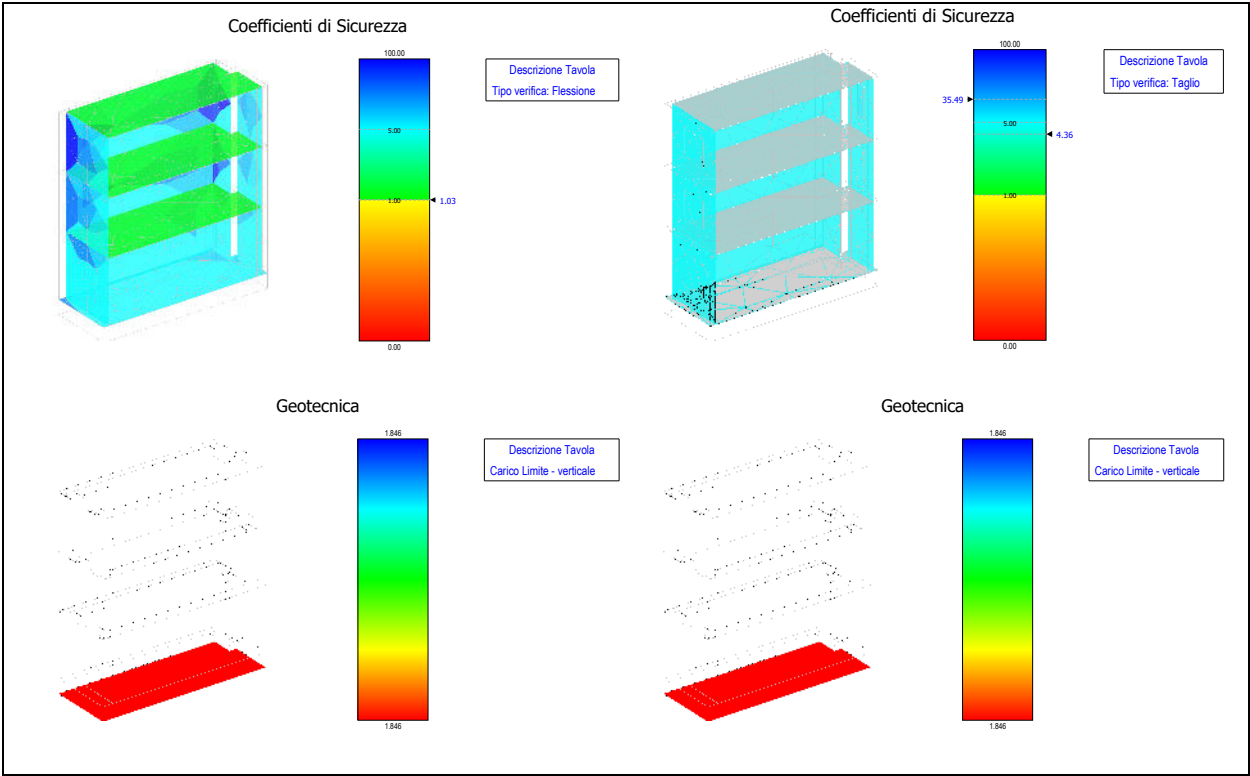 Coefficienti di Sicurezza
100.00
5.00
1.00
1.03
0.00
Descrizione Tavola
Tipo verifica: Flessione
Coefficienti di Sicurezza
100.00
35.49
5.00
4.36
1.00
0.00
Descrizione Tavola
Tipo verifica: Taglio
Geotecnica
1.846
1.846
Descrizione Tavola
Carico Limite - verticale
Geotecnica
1.846
1.846
Descrizione Tavola
Carico Limite - verticale